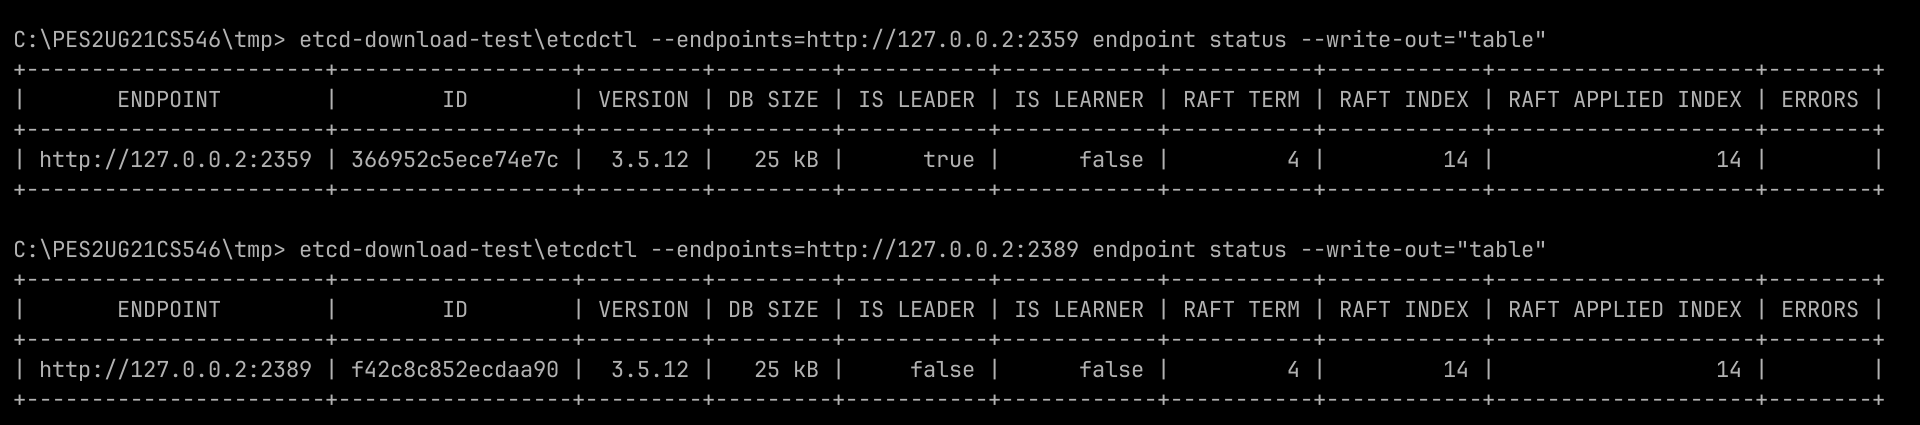 C:\PES2UG21CS546\tmp> etcd-download-test\etcdctl --endpoints=http://127.0.0.2:2359 endpoint status --write-out="table"
+-----------------------+------------------+---------+---------+-----------+------------+-----------+------------+--------------------+--------+
|       ENDPOINT        |        ID        | VERSION | DB SIZE | IS LEADER | IS LEARNER | RAFT TERM | RAFT INDEX | RAFT APPLIED INDEX | ERRORS |
+-----------------------+------------------+---------+---------+-----------+------------+-----------+------------+--------------------+--------+
| http://127.0.0.2:2359 | 366952c5ece74e7c |  3.5.12 |   25 kB |      true |      false |         4 |         14 |                 14 |        |
+-----------------------+------------------+---------+---------+-----------+------------+-----------+------------+--------------------+--------+
C:\PES2UG21CS546\tmp> etcd-download-test\etcdctl --endpoints=http://127.0.0.2:2389 endpoint status --write-out="table"
+-----------------------+------------------+---------+---------+-----------+------------+-----------+------------+--------------------+--------+
|       ENDPOINT        |        ID        | VERSION | DB SIZE | IS LEADER | IS LEARNER | RAFT TERM | RAFT INDEX | RAFT APPLIED INDEX | ERRORS |
+-----------------------+------------------+---------+---------+-----------+------------+-----------+------------+--------------------+--------+
| http://127.0.0.2:2389 | f42c8c852ecdaa90 |  3.5.12 |   25 kB |     false |      false |         4 |         14 |                 14 |        |
+-----------------------+------------------+---------+---------+-----------+------------+-----------+------------+--------------------+--------+